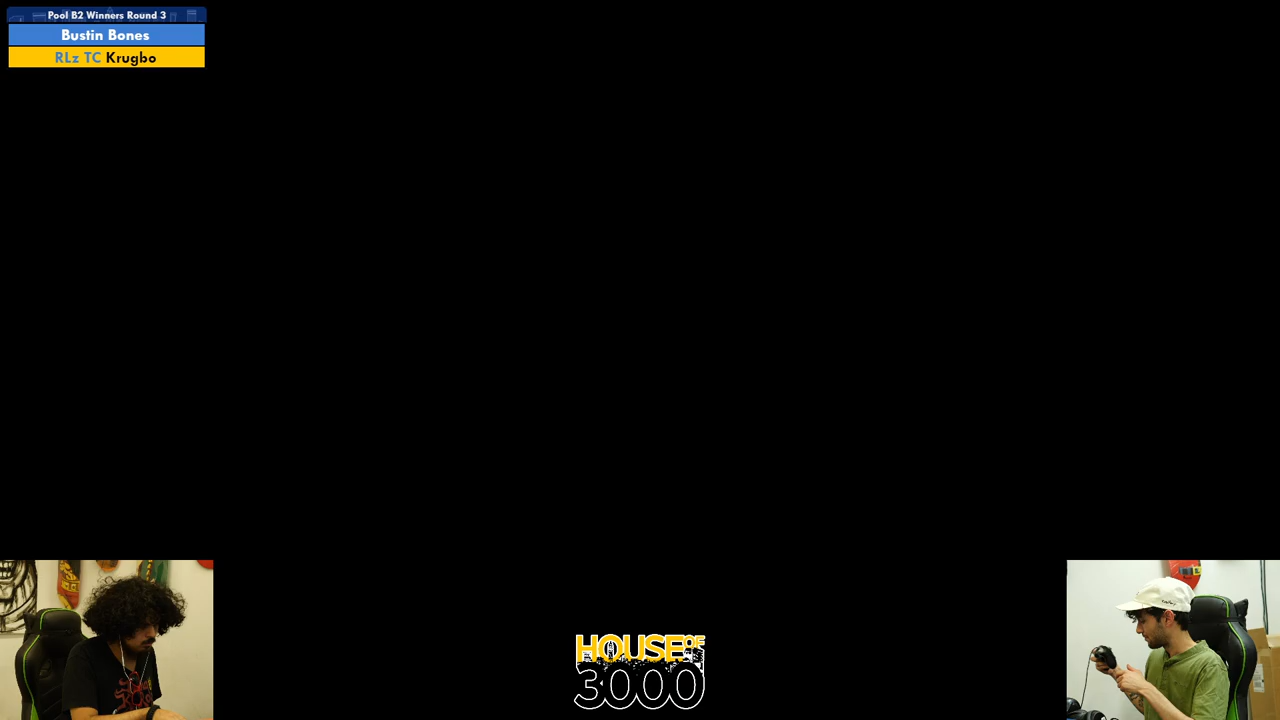 Pool B2 Winners Round 3
Bustin Bones
RLz TC Krugbo
HOUSE OF
3000